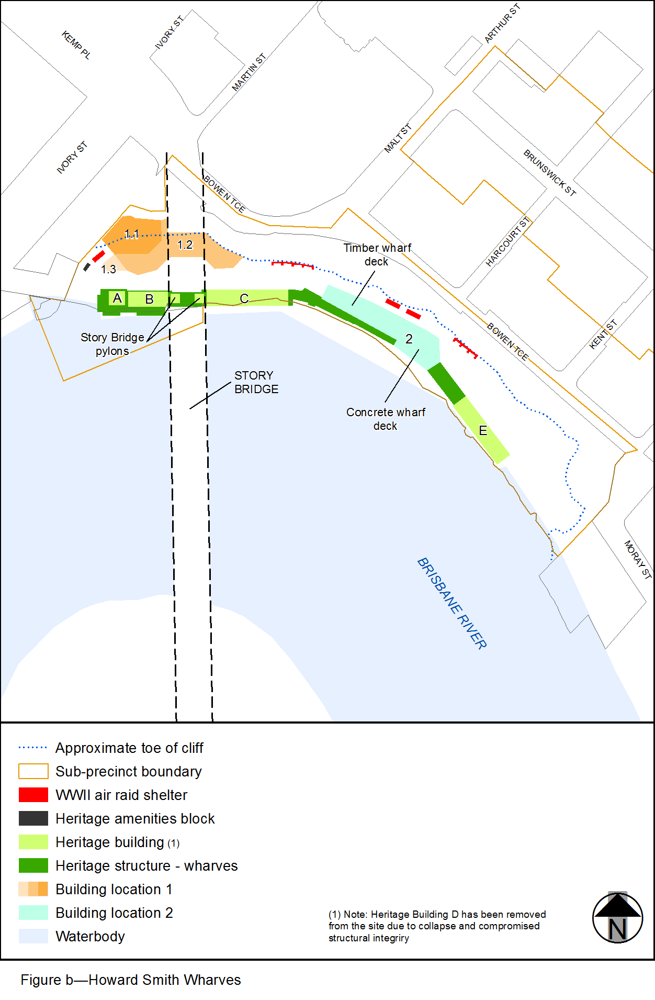 ARTHUR ST
IVORY ST
KEMP PL
MARTIN ST
MALT ST
IVORY ST
BRUNSWICK ST
BOWEN TCE
HARCOURT ST
1.1
1.2
1.3
Timber wharf
deck
A
B
C
Story Bridge
pylons
2
BOWEN TCE
KENT ST
STORY
BRIDGE
Concrete wharf
deck
E
MORAY ST
BRISBANE RIVER
Approximate toe of cliff
Sub-precinct boundary
WWII air raid shelter
Heritage amenities block
Heritage building (1)
Heritage structure - wharves
Building location 1
Building location 2
Waterbody
(1) Note: Heritage Building D has been removed
from the site due to collapse and compromised
structural integriry
N
Figure b—Howard Smith Wharves